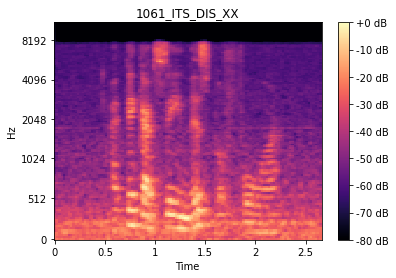 1061_ITS_DIS_XX
+0 dB
8192
-10 dB
4096
-20 dB
-30 dB
2048
Hz
-40 dB
1024
-50 dB
512
-60 dB
-70 dB
0
-80 dB
0 0.5 1 1.5 2 2.5
Time